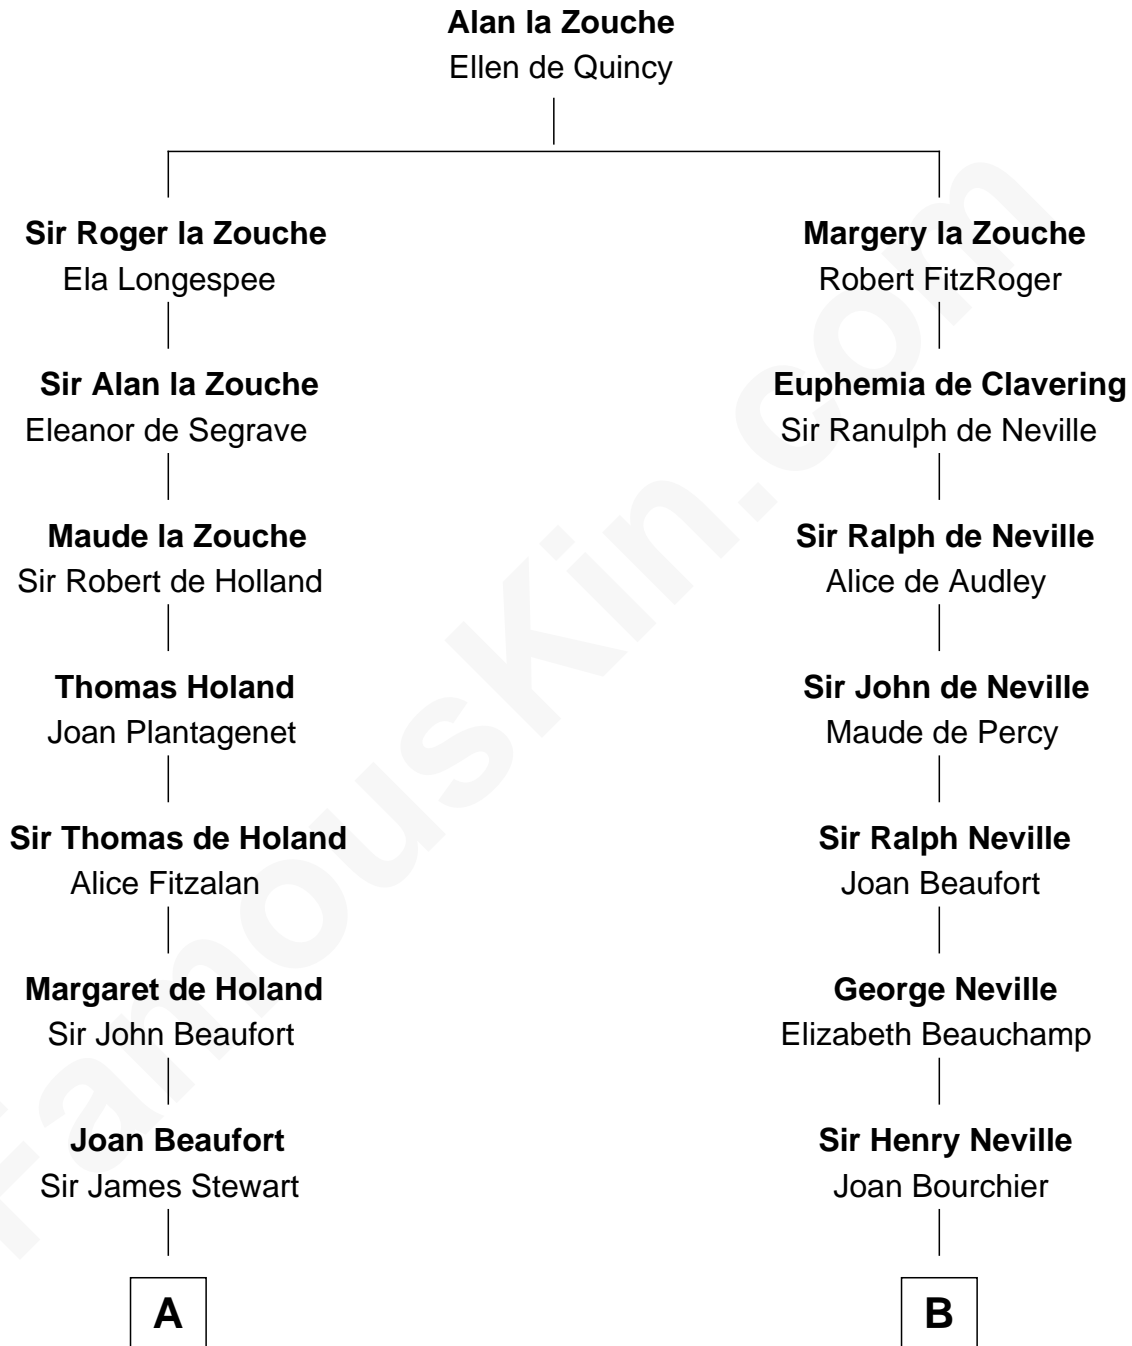 Alan la Zouche
Ellen de Quincy
Sir Roger la Zouche
Ela Longespee
Margery la Zouche
Robert FitzRoger
Sir Alan la Zouche
Eleanor de Segrave
Euphemia de Clavering
Sir Ranulph de Neville
Maude la Zouche
Sir Robert de Holland
Sir Ralph de Neville
Alice de Audley
Thomas Holand
Joan Plantagenet
Sir John de Neville
Maude de Percy
Sir Thomas de Holand
Alice Fitzalan
Sir Ralph Neville
Joan Beaufort
Margaret de Holand
Sir John Beaufort
George Neville
Elizabeth Beauchamp
Joan Beaufort
Sir James Stewart
Sir Henry Neville
Joan Bourchier
A
B
FamousKin.com